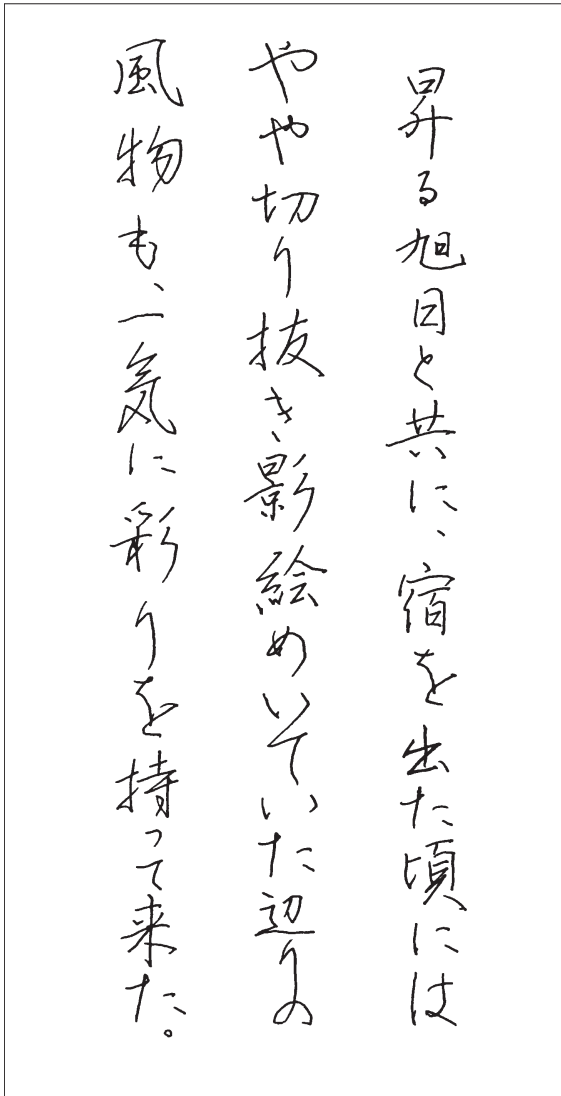 昇る旭日と共に、宿を出た頃には
やや切り抜き影絵めいていた辺りの
風物も、一気に彩りを持って来た。